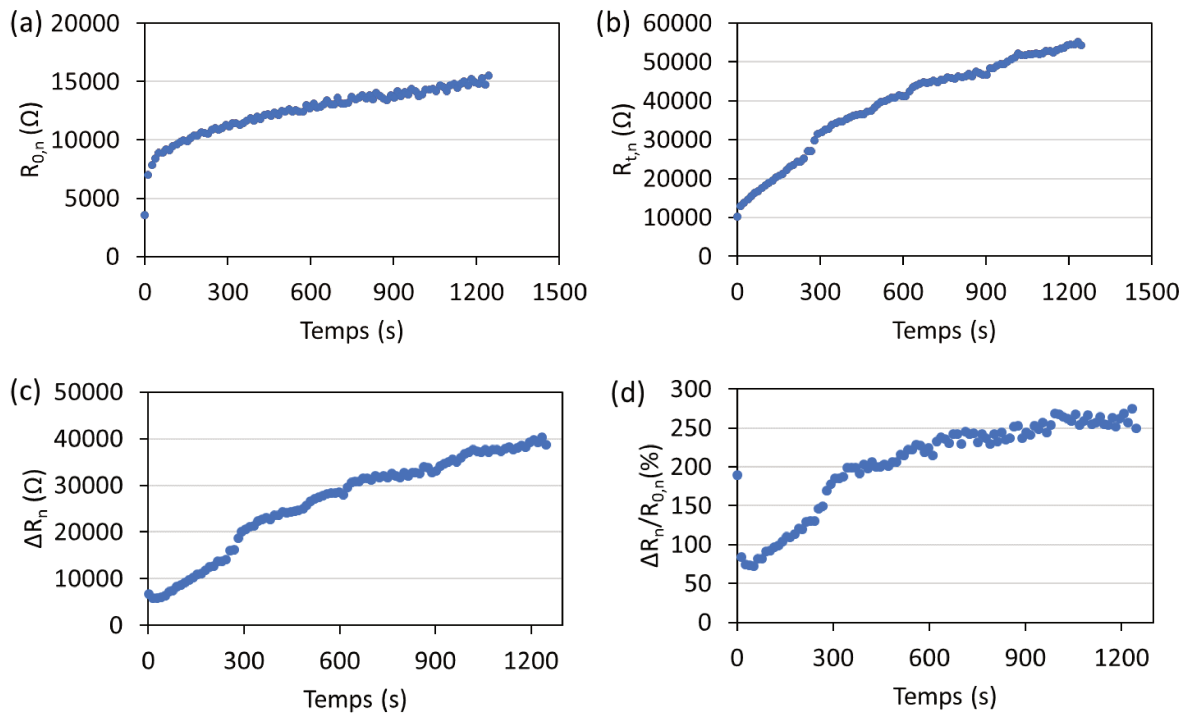 (a)
R0,n (Ω)
20000
15000
10000
5000
0
0 300 600 900 1200 1500
Temps (s)
(b)
Rt,n (Ω)
60000
50000
40000
30000
20000
10000
0
0 300 600 900 1200 1500
Temps (s)
(c)
ΔRn (Ω)
50000
40000
30000
20000
10000
0
0 300 600 900 1200
Temps (s)
(d)
ΔRn/R0,n(%)
300
250
200
150
100
50
0
0 300 600 900 1200
Temps (s)